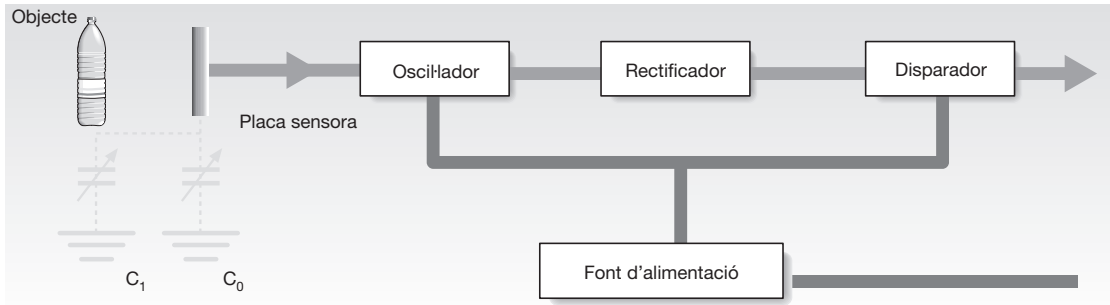 Objecte
Oscil·lador
Rectificador
Disparador
Placa sensora
C₁
C₀
Font d'alimentació